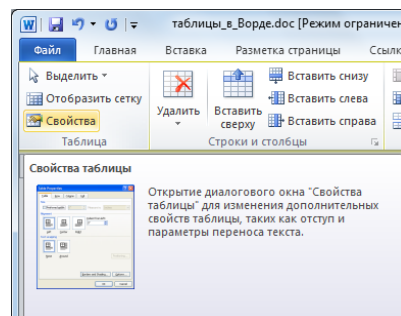 таблицы_в_Ворде.doc [Режим ограничен
Файл Главная Вставка Разметка страницы Ссыл
Выделить
Отобразить сетку
Свойства
Таблица
Удалить
Вставить сверху
Вставить снизу
Вставить слева
Вставить справа
Строки и столбцы
Свойства таблицы
Открытие диалогового окна "Свойства
таблицы" для изменения дополнительных
свойств таблицы, таких как отступ и
параметры переноса текста.